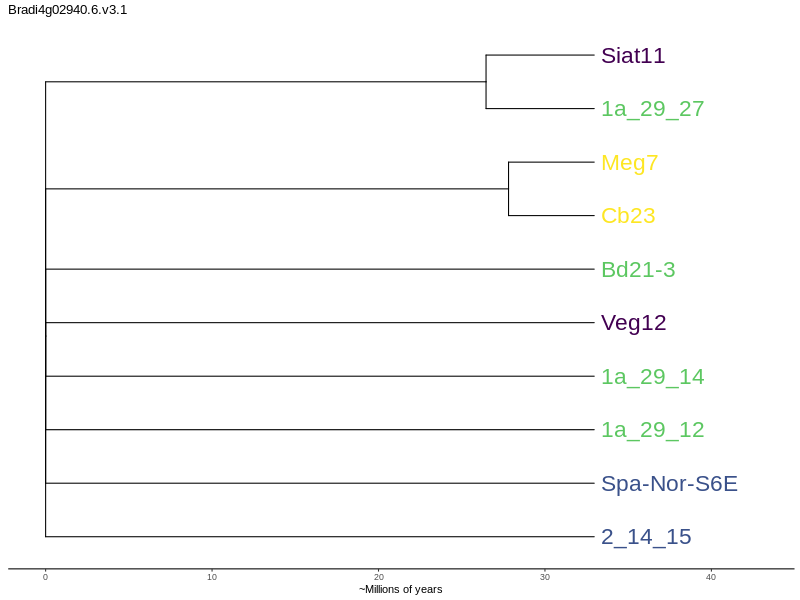 Bradi4g02940.6.v3.1
Siat11
1a_29_27
Meg7
Cb23
Bd21-3
Veg12
1a_29_14
1a_29_12
Spa-Nor-S6E
2_14_15
0 10 20 30 40
~Millions of years